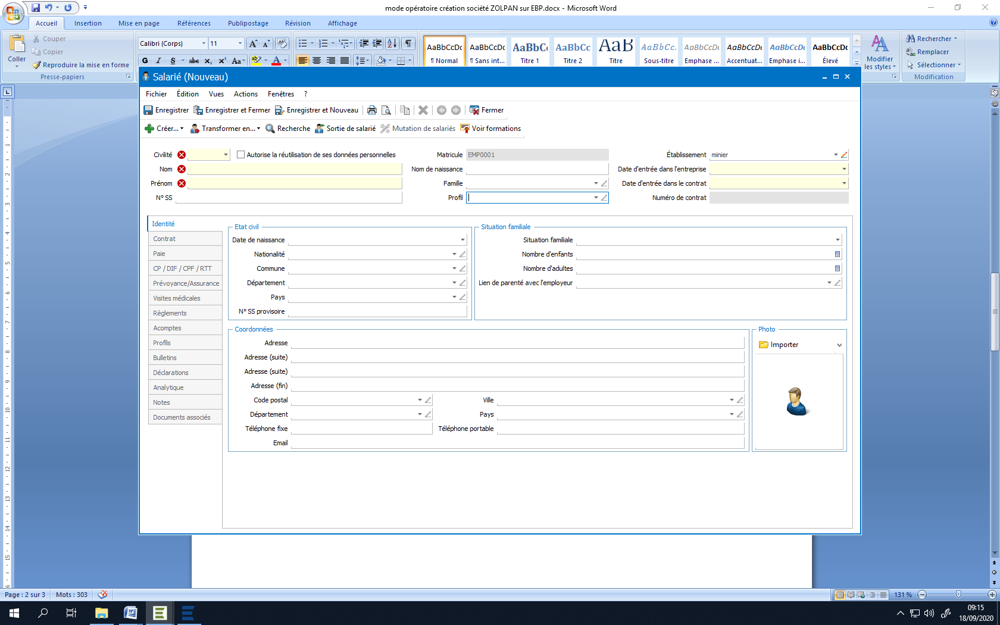 mode opératoire création société ZOLPAN sur EBP.docx - Microsoft Word
Accueil Insertion Mise en page Références Publipostage Révision Affichage
Coller
Couper
Copier
Reproduire la mise en forme
Presse-papiers
Calibri (Corps) 11
G I S abc x₂ x² Aa
AaBbCcDc AaBbCcDc AaBbC AaBbCc AaB AaBbCc. AaBbCcDc AaBbCcDc AaBbCcDc AaBbCcDc
¶ Normal ¶ Sans int... Titre 1 Titre 2 Titre Sous-titre Emphase ... Accentuat... Emphase i... Élevé
Modifier
les styles
Rechercher
Remplacer
Sélectionner
Modification
Salarié (Nouveau)
Fichier Édition Vues Actions Fenêtres ?
Enregistrer Enregistrer et Fermer Enregistrer et Nouveau Fermer
Créer... Transformer en... Recherche Sortie de salarié Mutation de salariés Voir formations
Civilité Autorise la réutilisation de ses données personnelles Matricule EMP0001 Établissement minier
Nom Nom de naissance Date d'entrée dans l'entreprise
Prénom Famille Date d'entrée dans le contrat
N° SS Profil Numéro de contrat
Identité
Contrat
Paie
CP / DIF / CPF / RTT
Prévoyance/Assurance
Visites médicales
Règlements
Acomptes
Profils
Bulletins
Déclarations
Analytique
Notes
Documents associés
Etat civil
Date de naissance
Nationalité
Commune
Département
Pays
N° SS provisoire
Situation familiale
Situation familiale
Nombre d'enfants
Nombre d'adultes
Lien de parenté avec l'employeur
Coordonnées
Adresse
Adresse (suite)
Adresse (suite)
Adresse (fin)
Code postal Ville
Département Pays
Téléphone fixe Téléphone portable
Email
Photo
Importer
Page : 2 sur 3 Mots : 303 131 %
09:15
18/09/2020